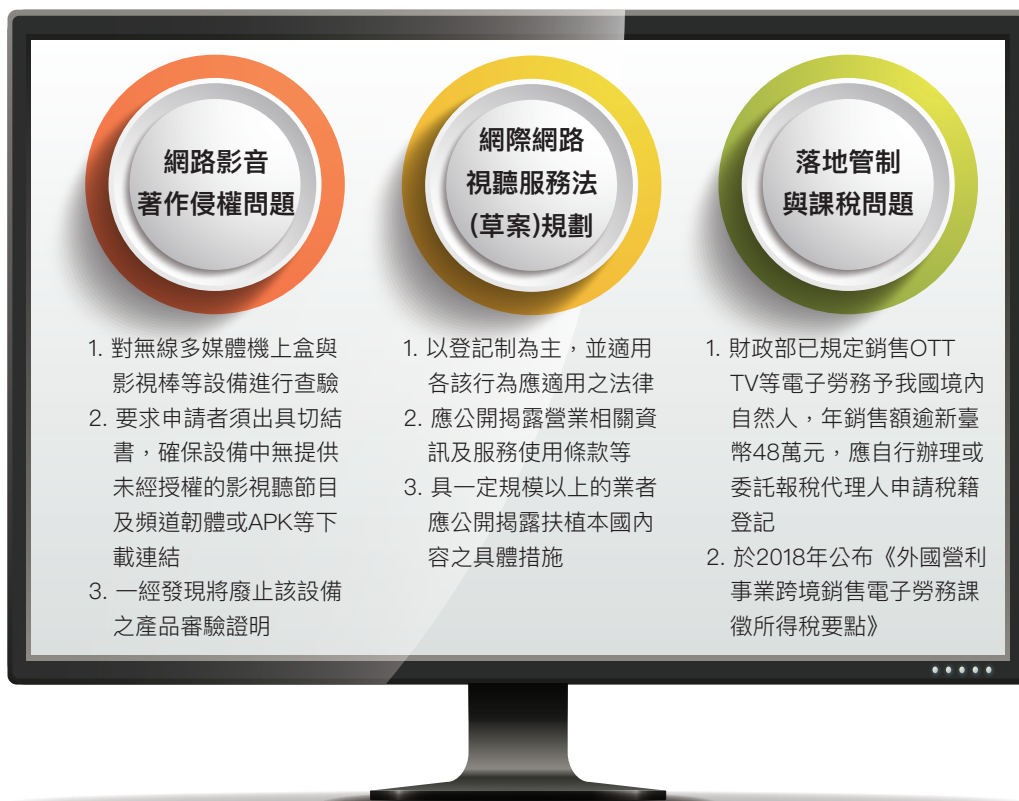 網路影音
著作侵權問題
1. 對無線多媒體機上盒與
影視棒等設備進行查驗
2. 要求申請者須出具切結
書，確保設備中無提供
未經授權的影視聽節目
及頻道韌體或APK等下
載連結
3. 一經發現將廢止該設備
之產品審驗證明
網際網路
視聽服務法
(草案)規劃
1. 以登記制為主，並適用
各該行為應適用之法律
2. 應公開揭露營業相關資
訊及服務使用條款等
3. 具一定規模以上的業者
應公開揭露扶植本國內
容之具體措施
落地管制
與課稅問題
1. 財政部已規定銷售OTT
TV等電子勞務予我國境內
自然人，年銷售額逾新臺
幣48萬元，應自行辦理或
委託報稅代理人申請稅籍
登記
2. 於2018年公布《外國營利
事業跨境銷售電子勞務課
徵所得稅要點》